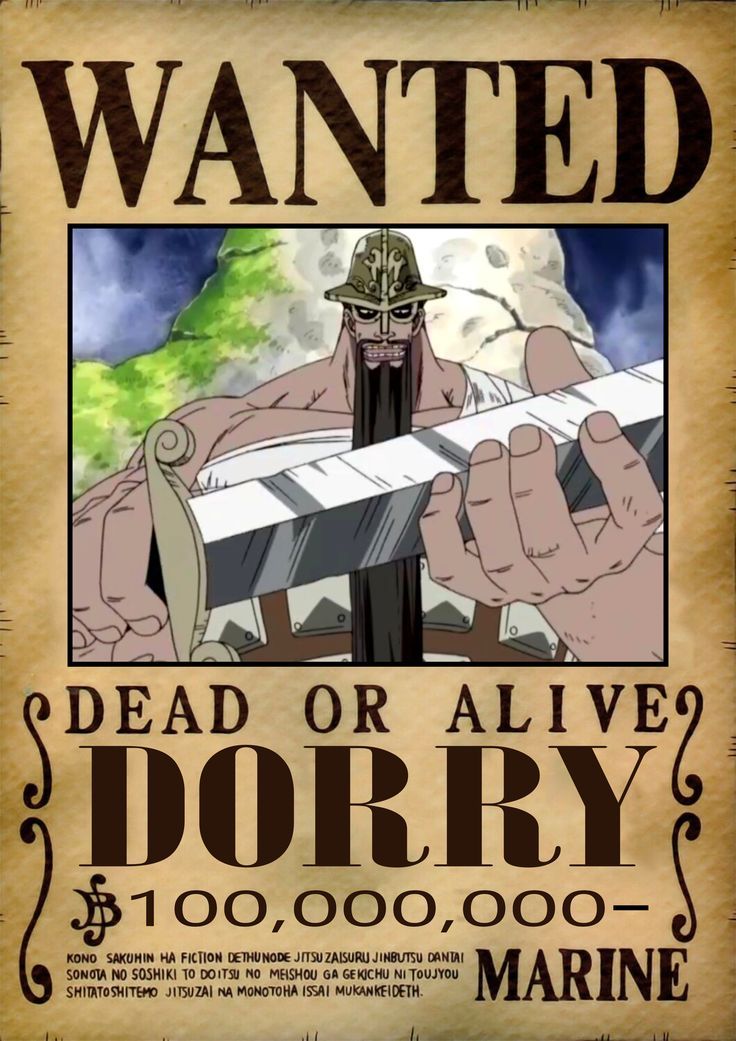 WANTED
DEAD OR ALIVE
DORRY
฿100,000,000-
KONO SAKUHIN HA FICTION DETHUNODE JITSUZAISURU JINBUTSU DANTAI
SONOTA NO SOSHIKI TO DOITSU NO MEISHOU GA GEKICHU NI TOUJYOU
SHITATOSHITEMO JITSUZAI NA MONOTOHA ISSAI MUKANKEIDETH.
MARINE